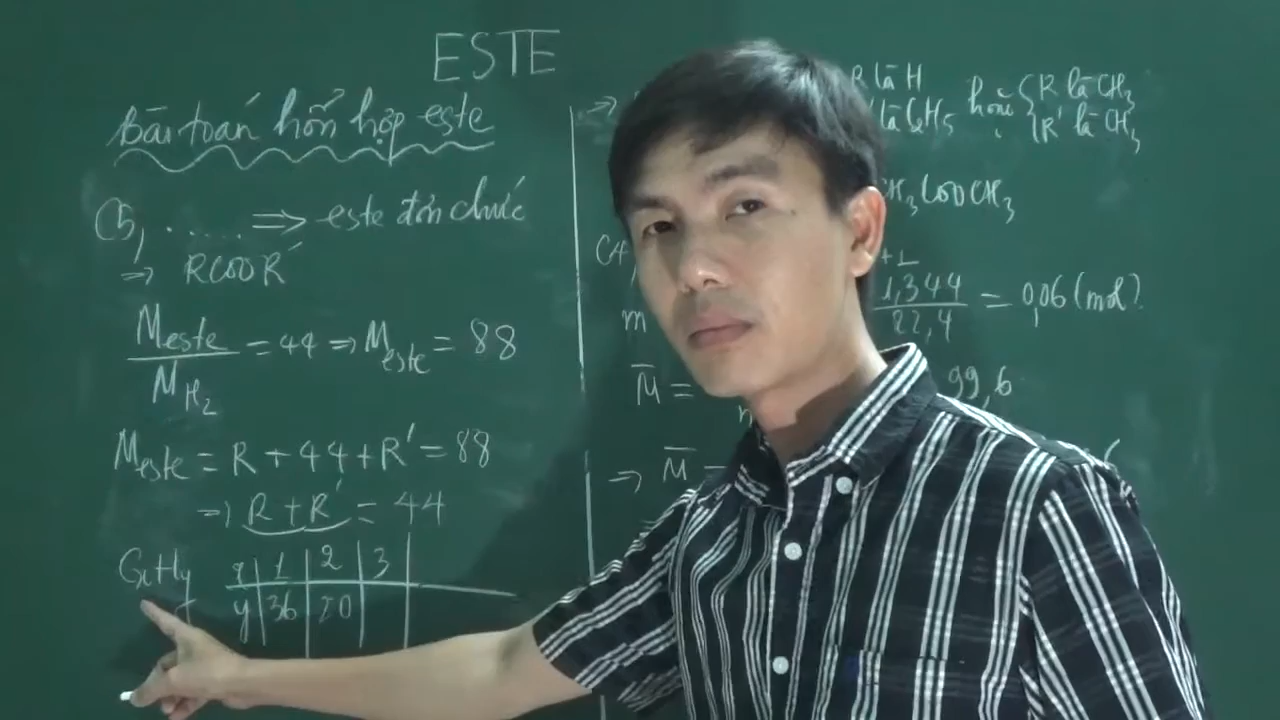 ESTE
Bài toán hỗn hợp este
C5, ...... ⇒ este đơn chức
⇒ RCOOR'
Meste / MH2 = 44 ⇒ Meste = 88
Meste = R + 44 + R' = 88
⇒ R + R' = 44
x | 1 | 2 | 3
y | 36 | 20
R là H
là C2H5 hoặc { R là CH3
R' là CH3
CH3COOCH3
1,344 / 22,4 = 0,06 (mol)
m
M̄ = 99,6
⇒ M̄ =